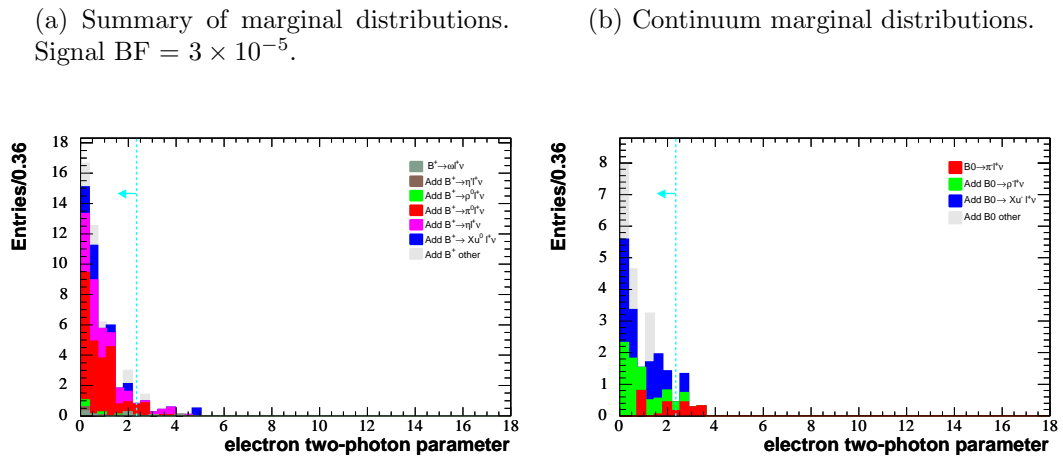 (a) Summary of marginal distributions.
Signal BF = 3 × 10⁻⁵.
(b) Continuum marginal distributions.
Entries/0.36
18
16
14
12
10
8
6
4
2
0
0 2 4 6 8 10 12 14 16 18
electron two-photon parameter
B⁺→ωl⁺ν
Add B⁺→η'l⁺ν
Add B⁺→ρ⁰l⁺ν
Add B⁺→π⁰l⁺ν
Add B⁺→ηl⁺ν
Add B⁺→ Xu⁰ l⁺ν
Add B⁺ other
Entries/0.36
8
7
6
5
4
3
2
1
0
0 2 4 6 8 10 12 14 16 18
electron two-photon parameter
B0→π⁻l⁺ν
Add B0→ρ⁻l⁺ν
Add B0→ Xu⁻ l⁺ν
Add B0 other